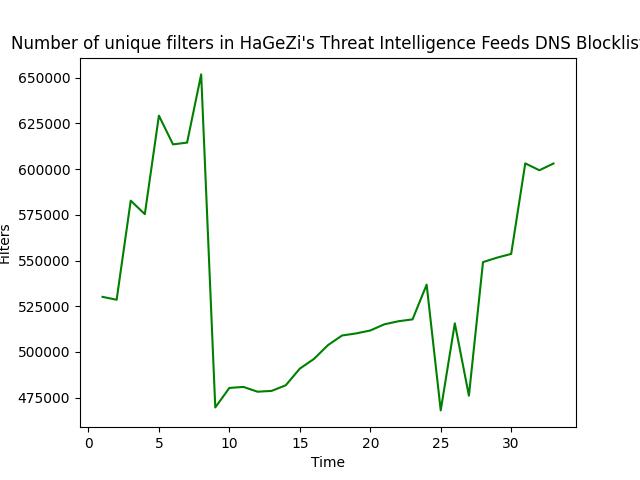 Number of unique filters in HaGeZi's Threat Intelligence Feeds DNS Blocklis
650000
625000
600000
575000
550000
525000
500000
475000
Filters
0 5 10 15 20 25 30
Time